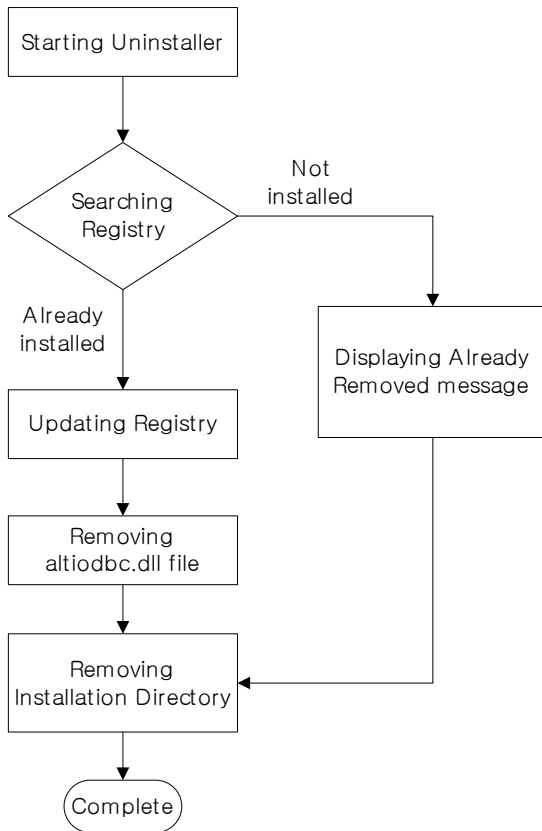 Starting Uninstaller
Searching
Registry
Not
installed
Already
installed
Displaying Already
Removed message
Updating Registry
Removing
altiodbc.dll file
Removing
Installation Directory
Complete